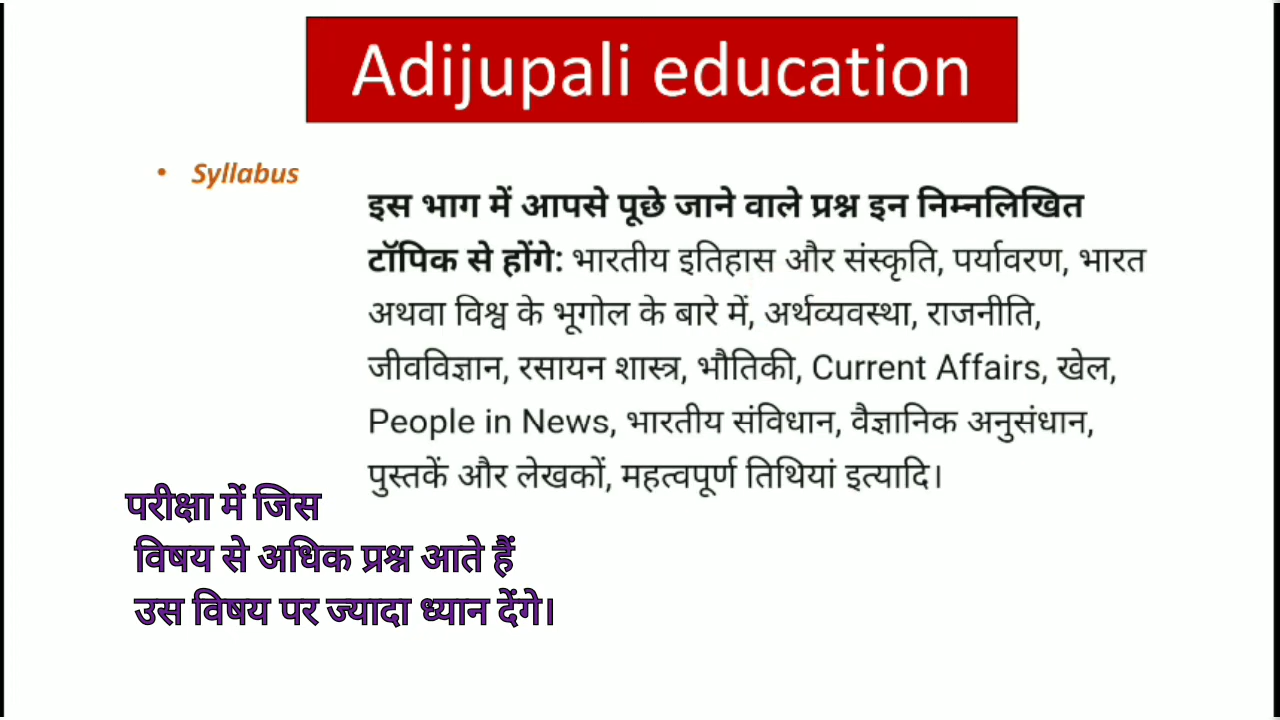 Adijupali education
• Syllabus
इस भाग में आपसे पूछे जाने वाले प्रश्न इन निम्नलिखित
टॉपिक से होंगे: भारतीय इतिहास और संस्कृति, पर्यावरण, भारत
अथवा विश्व के भूगोल के बारे में, अर्थव्यवस्था, राजनीति,
जीवविज्ञान, रसायन शास्त्र, भौतिकी, Current Affairs, खेल,
People in News, भारतीय संविधान, वैज्ञानिक अनुसंधान,
पुस्तकें और लेखकों, महत्वपूर्ण तिथियां इत्यादि।
परीक्षा में जिस
विषय से अधिक प्रश्न आते हैं
उस विषय पर ज्यादा ध्यान देंगे।